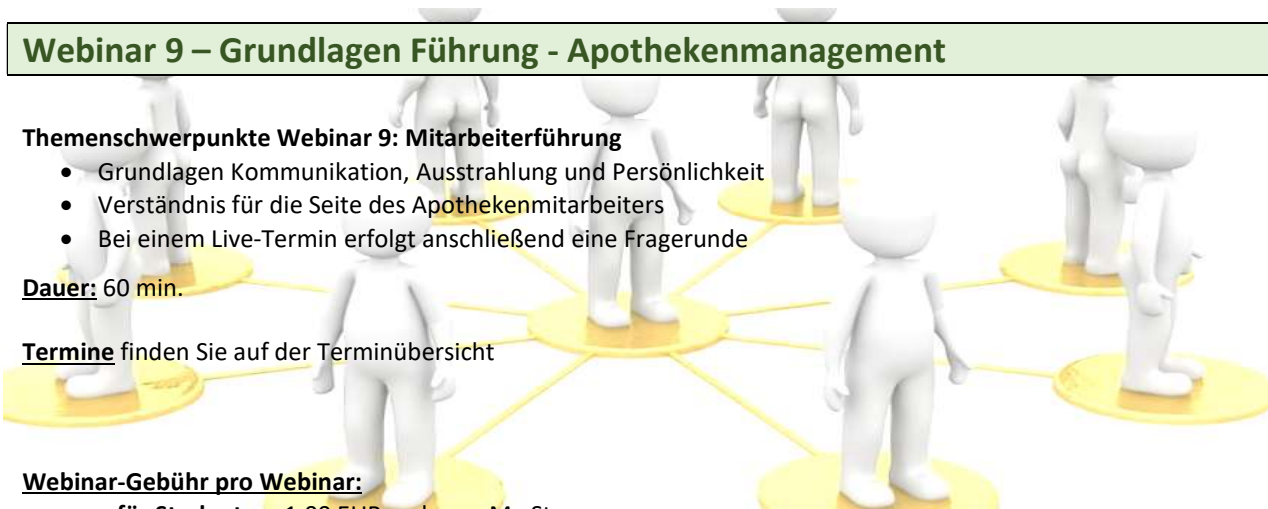 Webinar 9 – Grundlagen Führung - Apothekenmanagement
Themenschwerpunkte Webinar 9: Mitarbeiterführung
• Grundlagen Kommunikation, Ausstrahlung und Persönlichkeit
• Verständnis für die Seite des Apothekenmitarbeiters
• Bei einem Live-Termin erfolgt anschließend eine Fragerunde
Dauer: 60 min.
Termine finden Sie auf der Terminübersicht
Webinar-Gebühr pro Webinar: